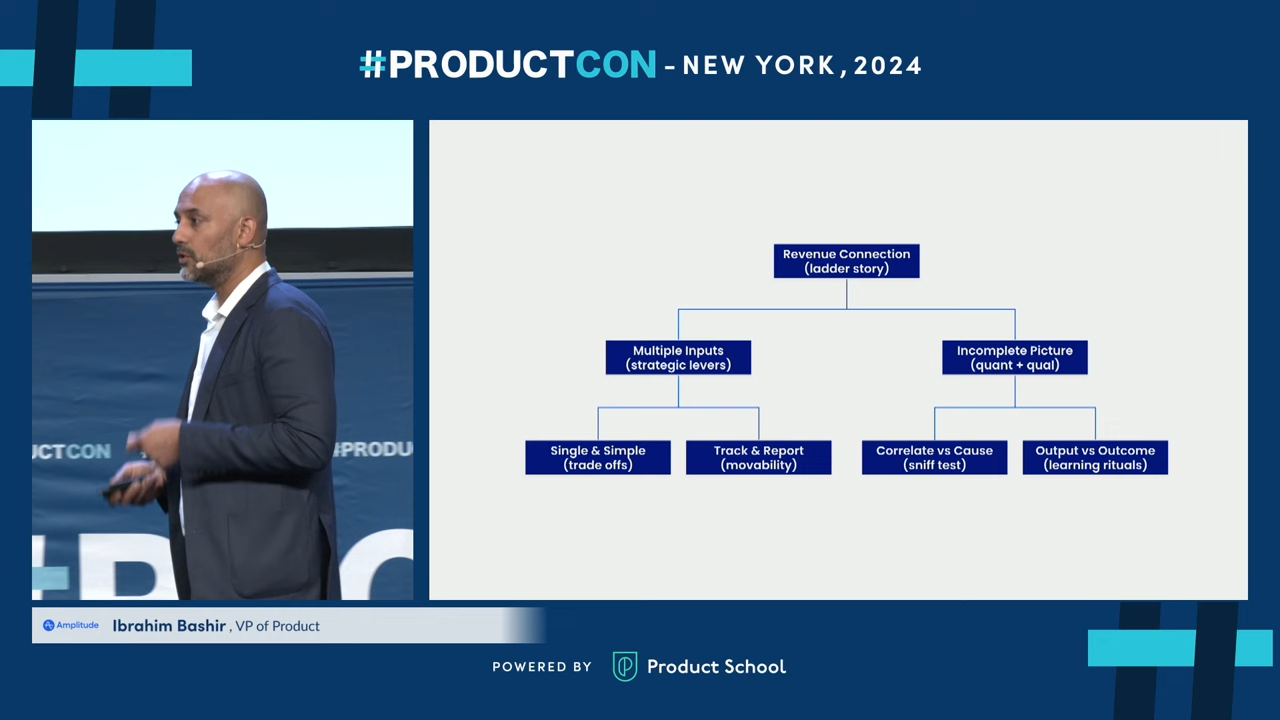 #PRODUCTCON - NEW YORK, 2024
UCTCON
#PRODUC
#P
C
Revenue Connection
(ladder story)
Multiple Inputs
(strategic levers)
Incomplete Picture
(quant + qual)
Single & Simple
(trade offs)
Track & Report
(movability)
Correlate vs Cause
(sniff test)
Output vs Outcome
(learning rituals)
Amplitude Ibrahim Bashir , VP of Product
POWERED BY Product School